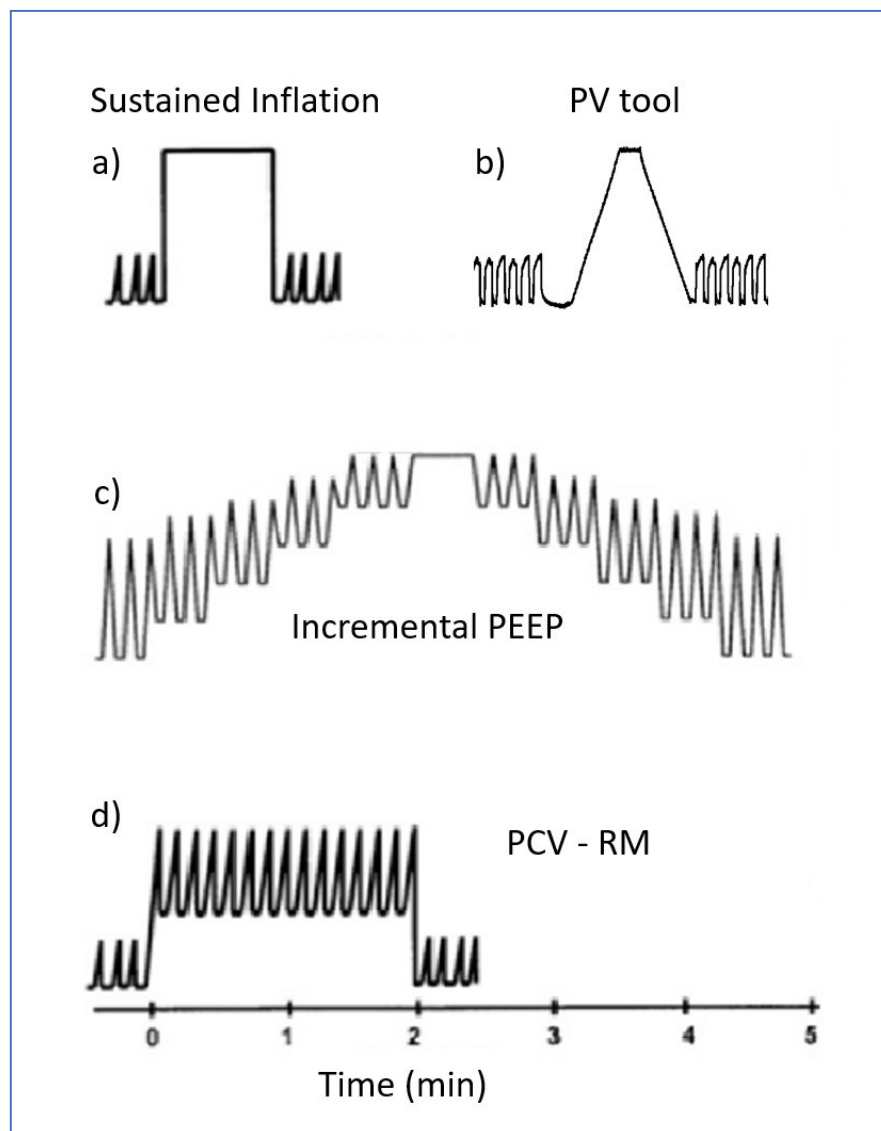 Sustained Inflation
PV tool
a)
b)
c)
Incremental PEEP
d)
PCV - RM
0 1 2 3 4 5
Time (min)